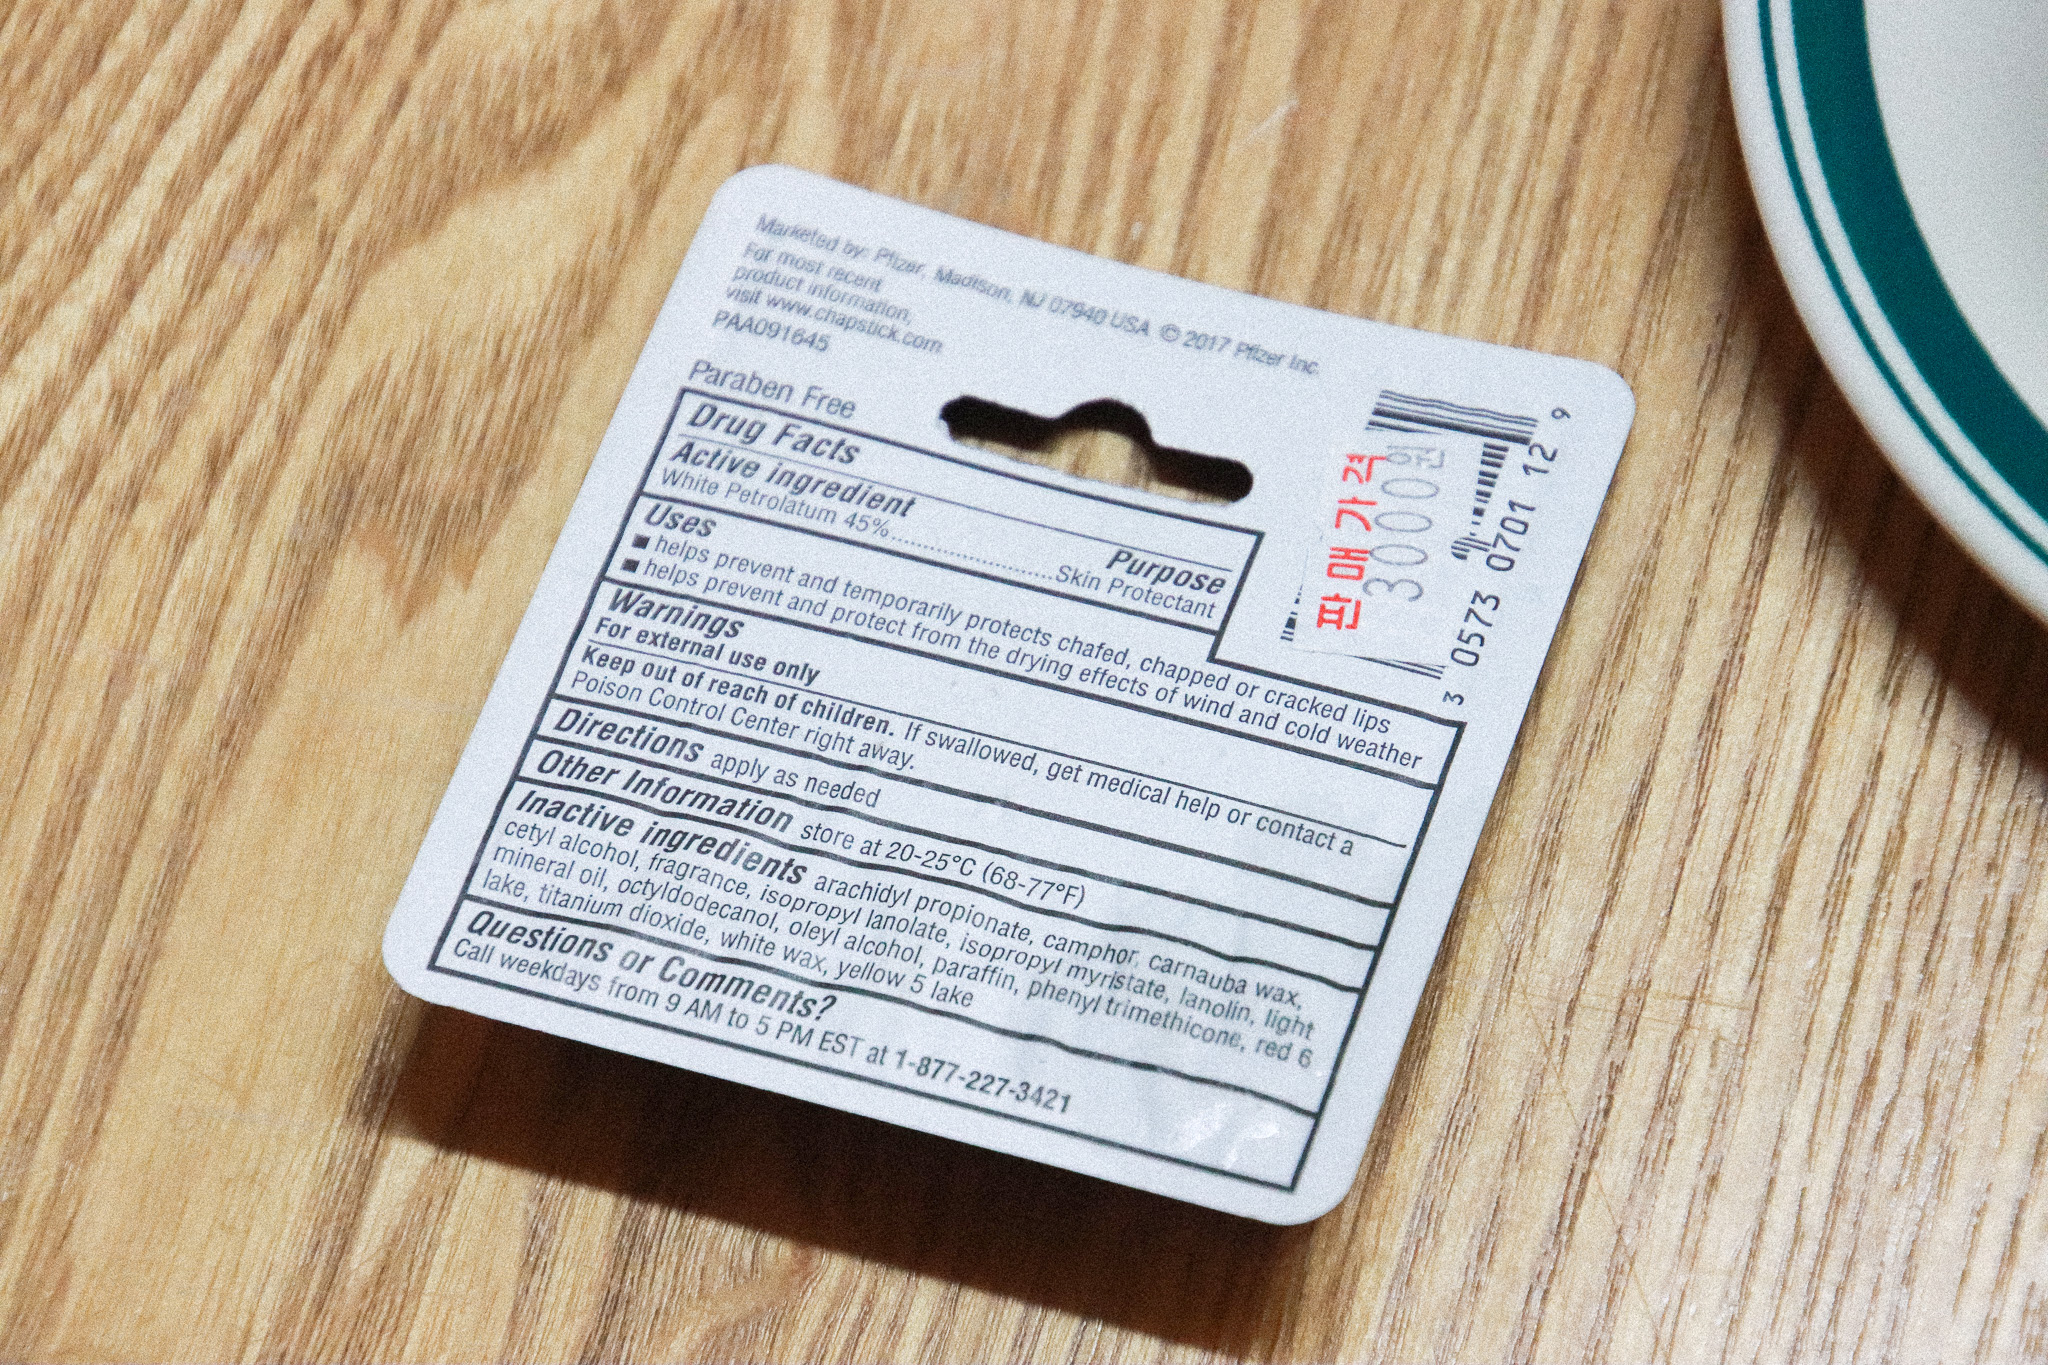 Marketed by: Pfizer, Madison, NJ 07940 USA © 2017 Pfizer Inc.
For most recent
product information,
visit www.chapstick.com
PAA091645
Paraben Free
Drug Facts
Active ingredient Purpose
White Petrolatum 45%..........................Skin Protectant
Uses
■ helps prevent and temporarily protects chafed, chapped or cracked lips
■ helps prevent and protect from the drying effects of wind and cold weather
Warnings
For external use only
Keep out of reach of children. If swallowed, get medical help or contact a
Poison Control Center right away.
Directions apply as needed
Other Information store at 20-25°C (68-77°F)
Inactive ingredients arachidyl propionate, camphor, carnauba wax,
cetyl alcohol, fragrance, isopropyl lanolate, isopropyl myristate, lanolin, light
mineral oil, octyldodecanol, oleyl alcohol, paraffin, phenyl trimethicone, red 6
lake, titanium dioxide, white wax, yellow 5 lake
Questions or Comments?
Call weekdays from 9 AM to 5 PM EST at 1-877-227-3421
판매가격
3000원
3 0573 0701 12 9